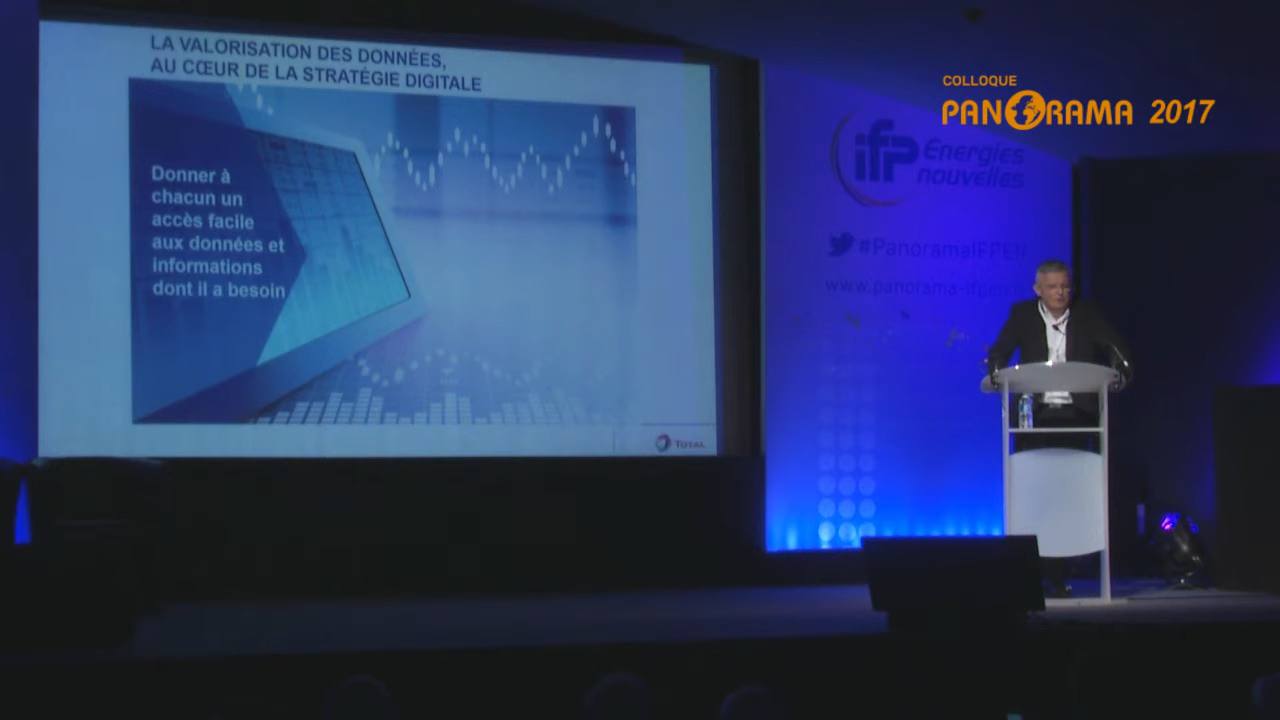 LA VALORISATION DES DONNÉES,
AU CŒUR DE LA STRATÉGIE DIGITALE
Donner à
chacun un
accès facile
aux données et
informations
dont il a besoin
TOTAL
COLLOQUE
PANORAMA 2017
ifp Énergies
nouvelles
#PanoramaIFPEN
www.panorama-ifpen.